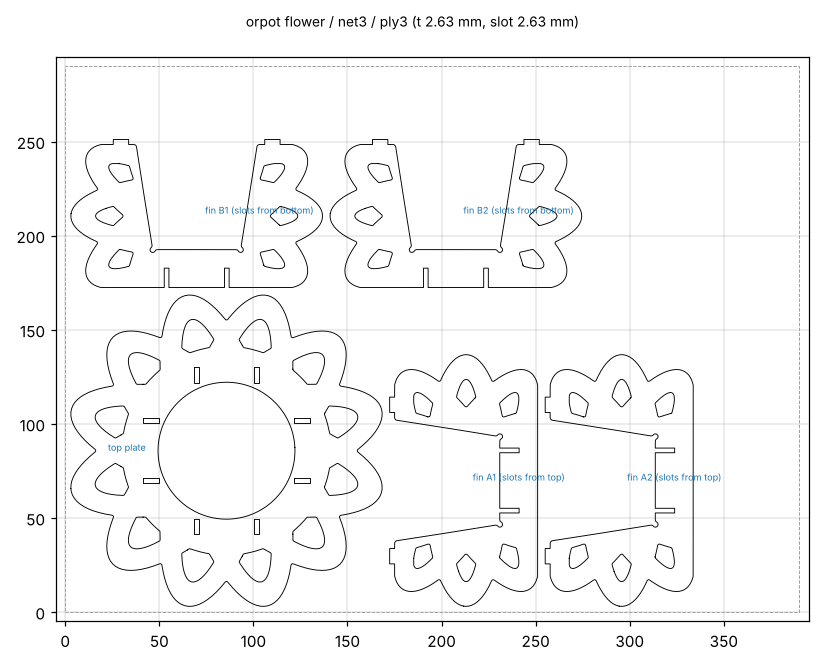 orpot flower / net3 / ply3 (t 2.63 mm, slot 2.63 mm)
250
fin B1 (slots from bottom)
fin B2 (slots from bottom)
200
150
100
top plate
fin A1 (slots from top)
fin A2 (slots from top)
50
0
0 50 100 150 200 250 300 350